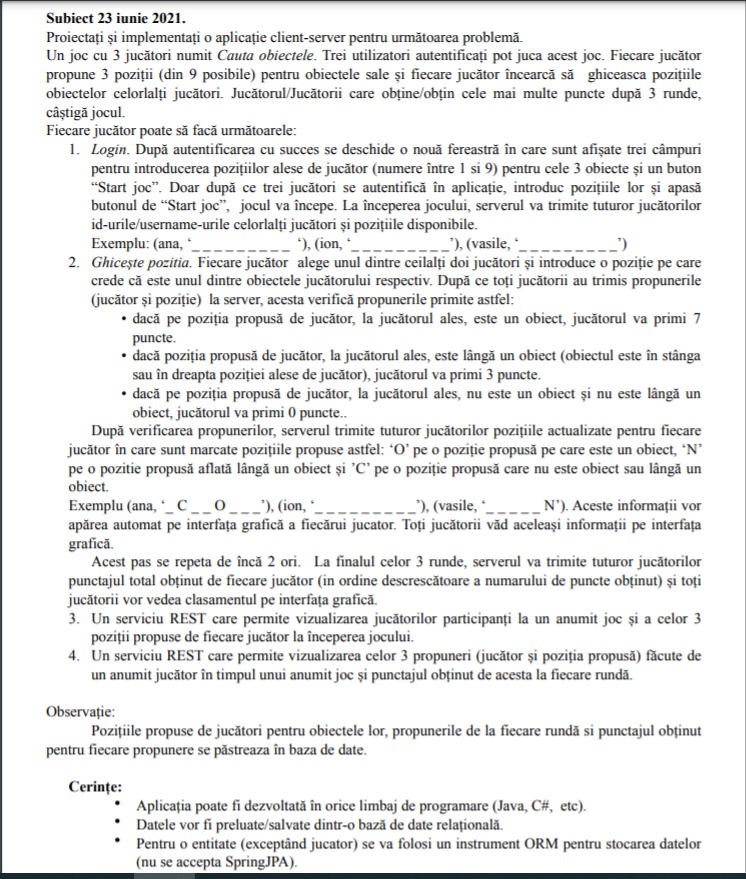 Subiect 23 iunie 2021.
Proiectați și implementați o aplicație client-server pentru următoarea problemă.
Un joc cu 3 jucători numit Cauta obiectele. Trei utilizatori autentificați pot juca acest joc. Fiecare jucător
propune 3 poziții (din 9 posibile) pentru obiectele sale și fiecare jucător încearcă să ghiceasca pozițiile
obiectelor celorlalți jucători. Jucătorul/Jucătorii care obține/obțin cele mai multe puncte după 3 runde,
câștigă jocul.
Fiecare jucător poate să facă următoarele:
1. Login. După autentificarea cu succes se deschide o nouă fereastră în care sunt afișate trei câmpuri
pentru introducerea pozițiilor alese de jucător (numere între 1 si 9) pentru cele 3 obiecte și un buton
“Start joc”. Doar după ce trei jucători se autentifică în aplicație, introduc pozițiile lor și apasă
butonul de “Start joc”, jocul va începe. La începerea jocului, serverul va trimite tuturor jucătorilor
id-urile/username-urile celorlalți jucători și pozițiile disponibile.
Exemplu: (ana, ‘_ _ _ _ _ _ _ _ _ ‘), (ion, ‘_ _ _ _ _ _ _ _ _’), (vasile, ‘_ _ _ _ _ _ _ _ _’)
2. Ghicește pozitia. Fiecare jucător alege unul dintre ceilalți doi jucători și introduce o poziție pe care
crede că este unul dintre obiectele jucătorului respectiv. După ce toți jucătorii au trimis propunerile
(jucător și poziție) la server, acesta verifică propunerile primite astfel:
• dacă pe poziția propusă de jucător, la jucătorul ales, este un obiect, jucătorul va primi 7
puncte.
• dacă poziția propusă de jucător, la jucătorul ales, este lângă un obiect (obiectul este în stânga
sau în dreapta poziției alese de jucător), jucătorul va primi 3 puncte.
• dacă pe poziția propusă de jucător, la jucătorul ales, nu este un obiect și nu este lângă un
obiect, jucătorul va primi 0 puncte..
După verificarea propunerilor, serverul trimite tuturor jucătorilor pozițiile actualizate pentru fiecare
jucător în care sunt marcate pozițiile propuse astfel: ‘O’ pe o poziție propusă pe care este un obiect, ‘N’
pe o pozitie propusă aflată lângă un obiect și ’C’ pe o poziție propusă care nu este obiect sau lângă un
obiect.
Exemplu (ana, ‘_ C _ _ O _ _ _’), (ion, ‘_ _ _ _ _ _ _ _ _’), (vasile, ‘_ _ _ _ _ N’). Aceste informații vor
apărea automat pe interfața grafică a fiecărui jucator. Toți jucătorii văd aceleași informații pe interfața
grafică.
Acest pas se repeta de încă 2 ori. La finalul celor 3 runde, serverul va trimite tuturor jucătorilor
punctajul total obținut de fiecare jucător (in ordine descrescătoare a numarului de puncte obținut) și toți
jucătorii vor vedea clasamentul pe interfața grafică.
3. Un serviciu REST care permite vizualizarea jucătorilor participanți la un anumit joc și a celor 3
poziții propuse de fiecare jucător la începerea jocului.
4. Un serviciu REST care permite vizualizarea celor 3 propuneri (jucător și poziția propusă) făcute de
un anumit jucător în timpul unui anumit joc și punctajul obținut de acesta la fiecare rundă.
Observație:
Pozițiile propuse de jucători pentru obiectele lor, propunerile de la fiecare rundă si punctajul obținut
pentru fiecare propunere se păstreaza în baza de date.
Cerințe:
• Aplicația poate fi dezvoltată în orice limbaj de programare (Java, C#, etc).
• Datele vor fi preluate/salvate dintr-o bază de date relațională.
• Pentru o entitate (exceptând jucator) se va folosi un instrument ORM pentru stocarea datelor
(nu se accepta SpringJPA).